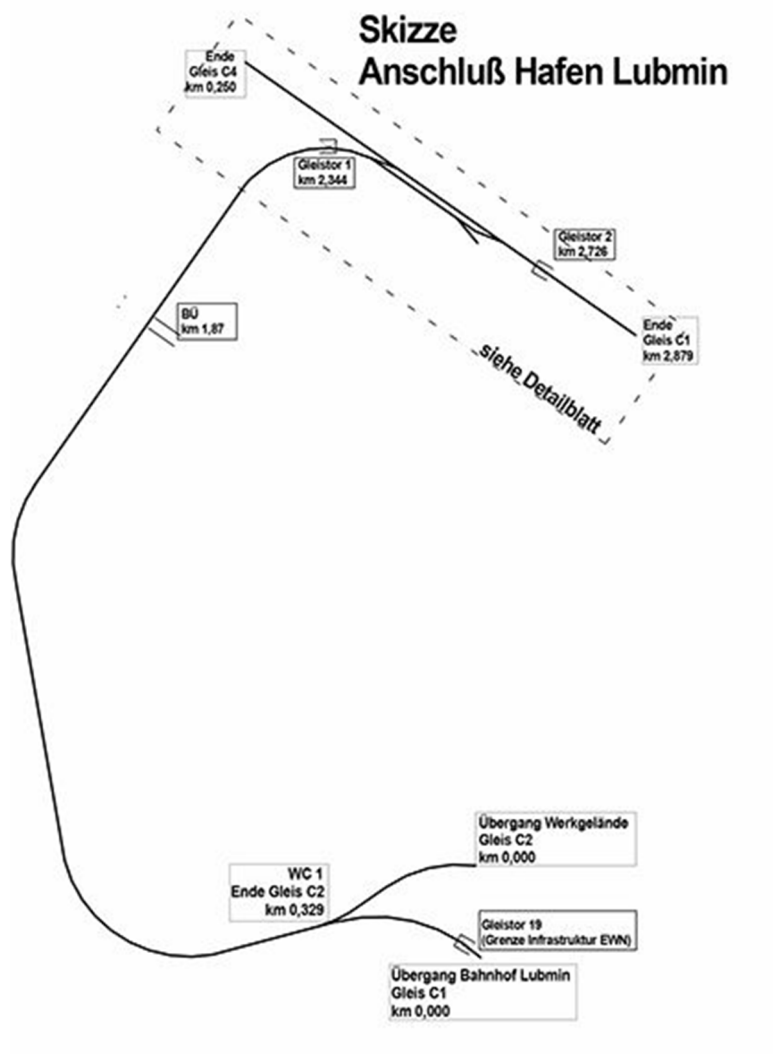 Skizze
Anschluß Hafen Lubmin
Ende
Gleis C4
km 0,250
Gleistor 1
km 2,344
Gleistor 2
km 2,726
BÜ
km 1,87
Ende
Gleis C1
km 2,879
siehe Detailblatt
Übergang Werkgelände
Gleis C2
km 0,000
WC 1
Ende Gleis C2
km 0,329
Gleistor 19
(Grenze Infrastruktur EWN)
Übergang Bahnhof Lubmin
Gleis C1
km 0,000